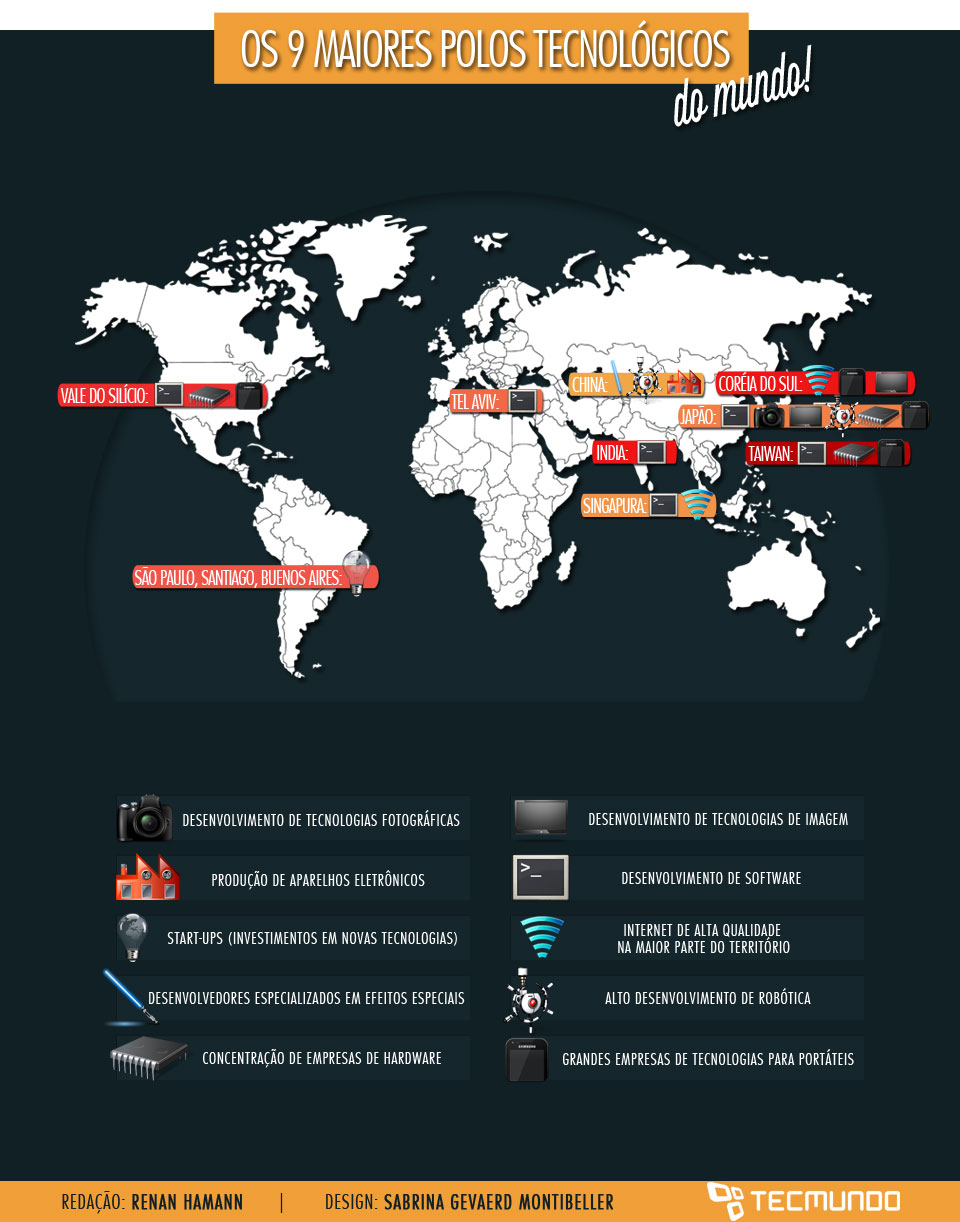 OS 9 MAIORES POLOS TECNOLÓGICOS
do mundo!
VALE DO SILÍCIO:
TEL AVIV:
CHINA:
CORÉIA DO SUL:
JAPÃO:
INDIA:
TAIWAN:
SINGAPURA:
SÃO PAULO, SANTIAGO, BUENOS AIRES:
DESENVOLVIMENTO DE TECNOLOGIAS FOTOGRÁFICAS
DESENVOLVIMENTO DE TECNOLOGIAS DE IMAGEM
PRODUÇÃO DE APARELHOS ELETRÔNICOS
DESENVOLVIMENTO DE SOFTWARE
START-UPS (INVESTIMENTOS EM NOVAS TECNOLOGIAS)
INTERNET DE ALTA QUALIDADE
NA MAIOR PARTE DO TERRITÓRIO
DESENVOLVEDORES ESPECIALIZADOS EM EFEITOS ESPECIAIS
ALTO DESENVOLVIMENTO DE ROBÓTICA
CONCENTRAÇÃO DE EMPRESAS DE HARDWARE
SAMSUNG
GRANDES EMPRESAS DE TECNOLOGIAS PARA PORTÁTEIS
REDAÇÃO: RENAN HAMANN | DESIGN: SABRINA GEVAERD MONTIBELLER
TECMUNDO